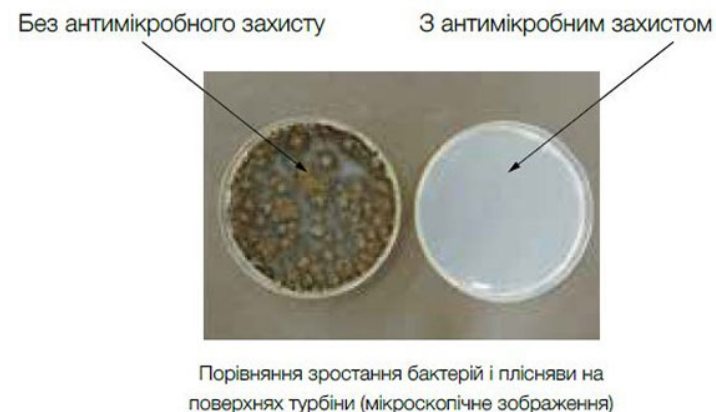 Без антимікробного захисту
З антимікробним захистом
Порівняння зростання бактерій і плісняви на
поверхнях турбіни (мікроскопічне зображення)